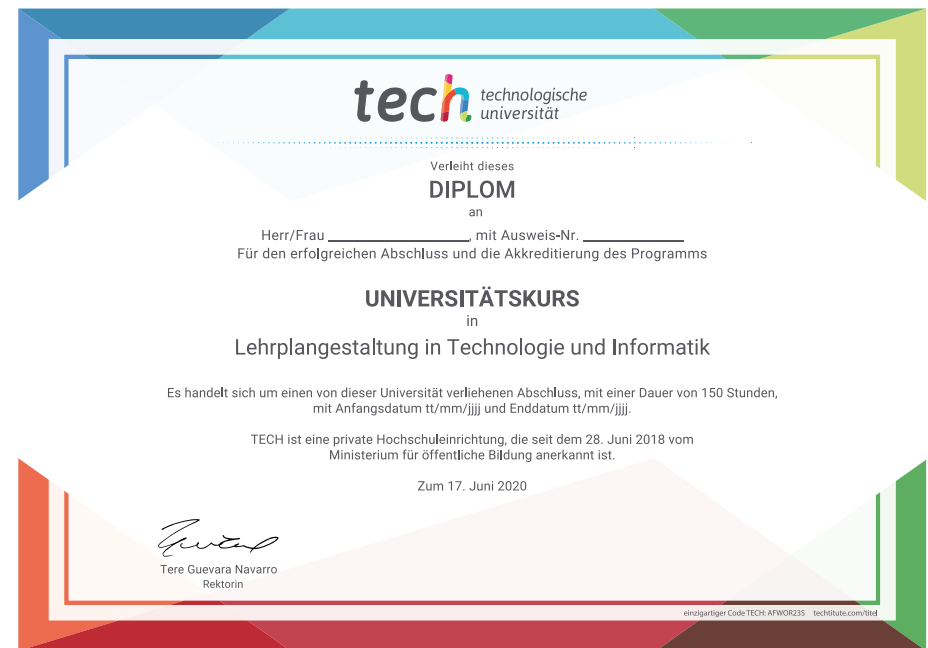 tech technologische
universität
Verleiht dieses
DIPLOM
an
Herr/Frau ____________________, mit Ausweis-Nr. ______________
Für den erfolgreichen Abschluss und die Akkreditierung des Programms
UNIVERSITÄTSKURS
in
Lehrplangestaltung in Technologie und Informatik
Es handelt sich um einen von dieser Universität verliehenen Abschluss, mit einer Dauer von 150 Stunden,
mit Anfangsdatum tt/mm/jjjj und Enddatum tt/mm/jjjj.
TECH ist eine private Hochschuleinrichtung, die seit dem 28. Juni 2018 vom
Ministerium für öffentliche Bildung anerkannt ist.
Zum 17. Juni 2020
Tere Guevara Navarro
Rektorin
einzigartiger Code TECH: AFWOR23S techtitute.com/titel